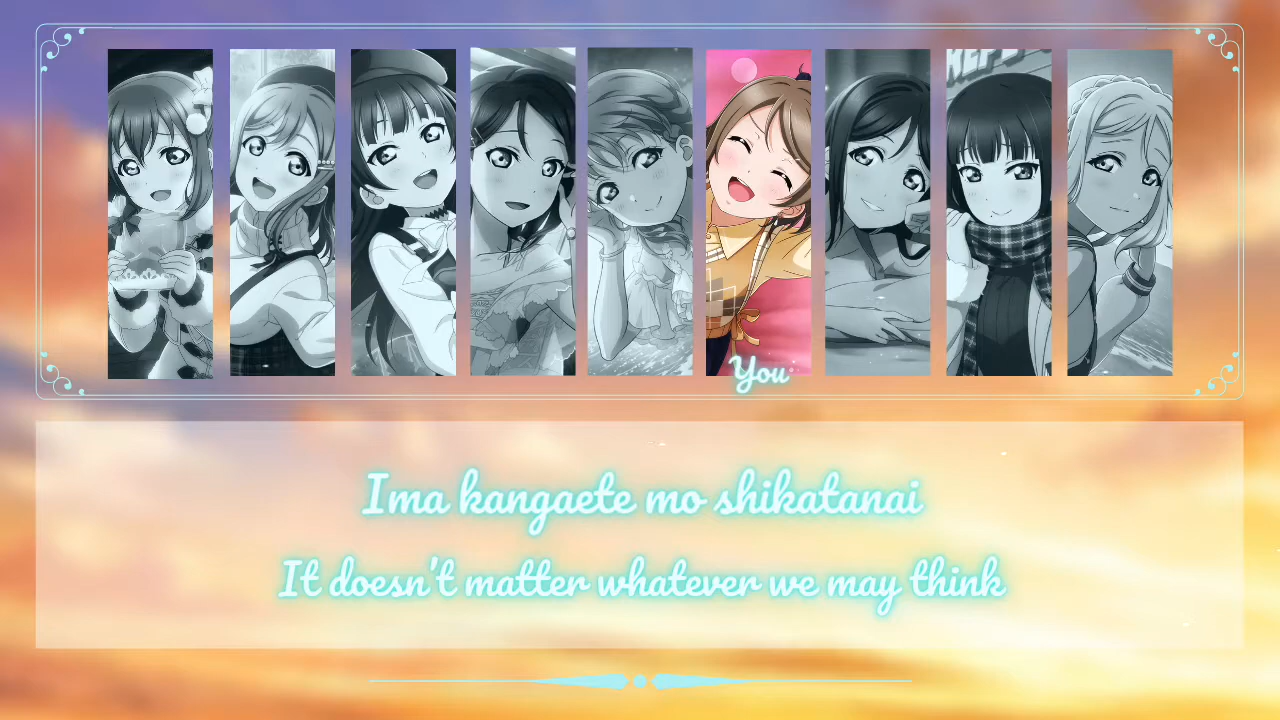 You
Ima kangaete mo shikatanai
It doesn't matter whatever we may think